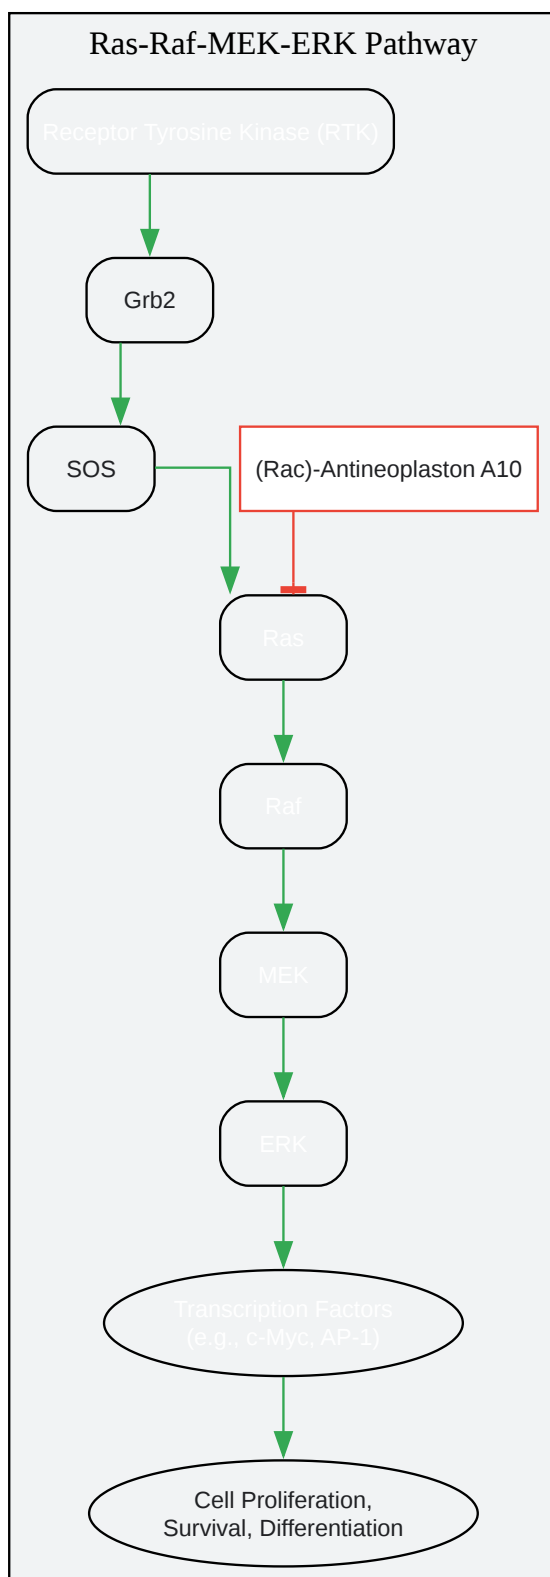 Ras-Raf-MEK-ERK Pathway
Receptor Tyrosine Kinase (RTK)
Grb2
SOS
(Rac)-Antineoplaston A10
Ras
Raf
MEK
ERK
Transcription Factors
(e.g., c-Myc, AP-1)
Cell Proliferation,
Survival, Differentiation